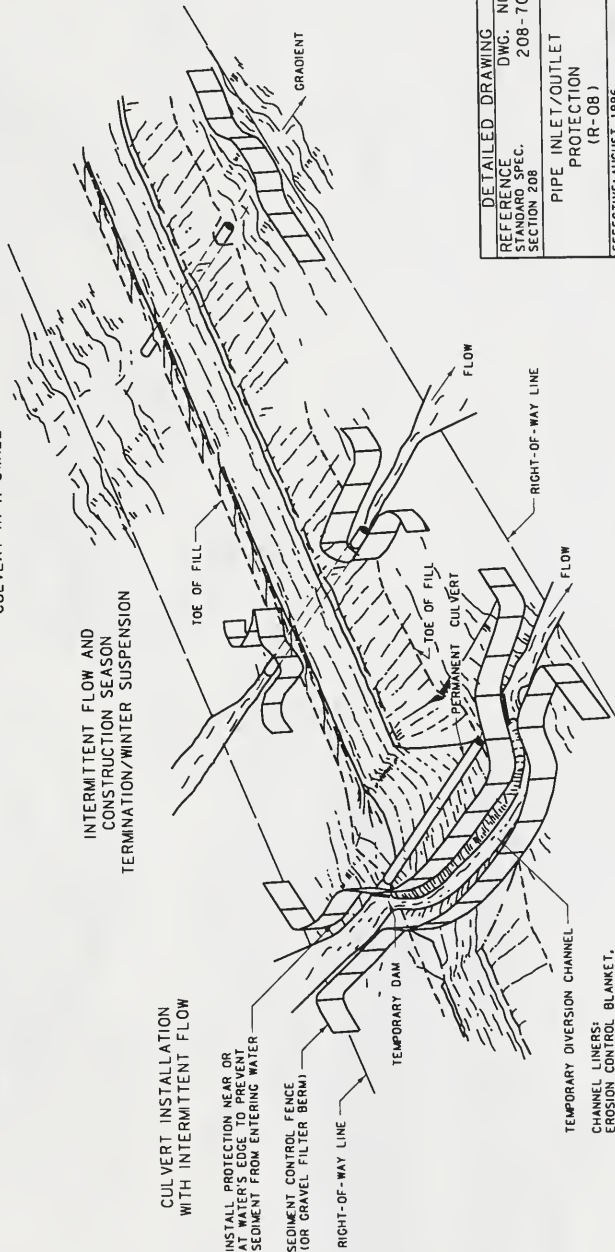 INTERMITTENT FLOW AND
CONSTRUCTION SEASON
TERMINATION/WINTER SUSPENSION
CULVERT INSTALLATION
WITH INTERMITTENT FLOW
INSTALL PROTECTION NEAR OR
AT WATER'S EDGE TO PREVENT
SEDIMENT FROM ENTERING WATER
SEDIMENT CONTROL FENCE
(OR GRAVEL FILTER BERM)
RIGHT-OF-WAY LINE
TOE OF FILL
GRADIENT
FLOW
RIGHT-OF-WAY LINE
TOE OF FILL
PERMANENT CULVERT
FLOW
TEMPORARY DAM
TEMPORARY DIVERSION CHANNEL
CHANNEL LINERS:
EROSION CONTROL BLANKET,
DETAILED DRAWING
REFERENCE DWG.
STANDARD SPEC.
SECTION 208
208-70
PIPE INLET/OUTLET
PROTECTION
(R-08)